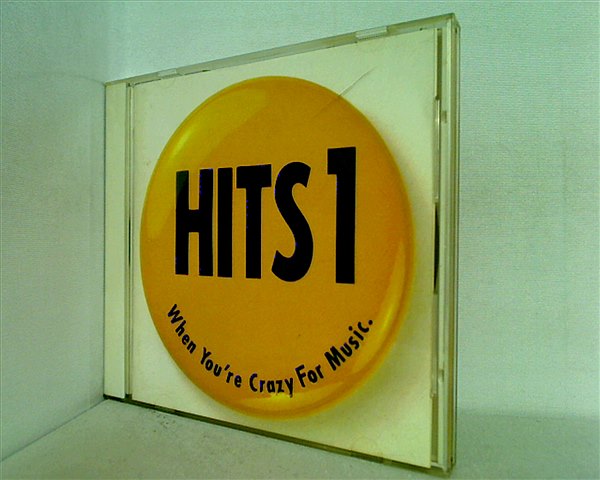 HITS 1
When You're Crazy For Music.